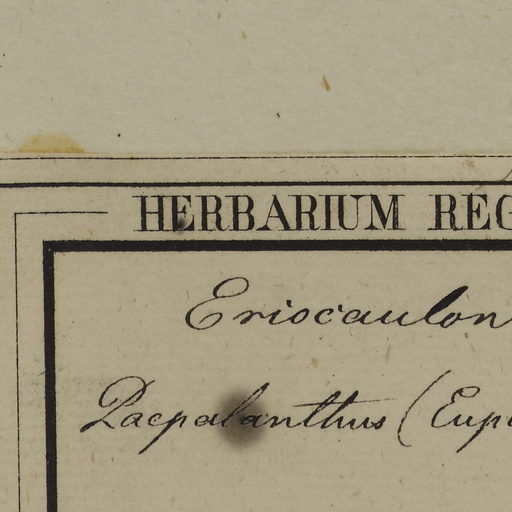 HERBARIUM REG
Eriocaulon
Paepalanthus (Eup